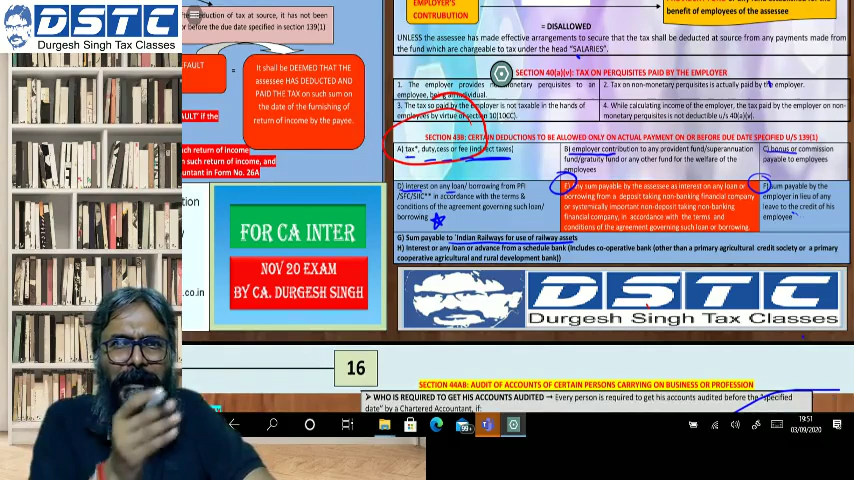 DSTC
Durgesh Singh Tax Classes
duction of tax at source, it has not been
or before the due date specified in section 139(1)
FAULT
=
It shall be DEEMED THAT the
assessee HAS DEDUCTED AND
PAID THE TAX on such sum on
the date of the furnishing of
return of income by the payee.
AULT" if the
ch return of income;
return of income; and
untant in Form No. 26A
FOR CA INTER
NOV 20 EXAM
BY CA. DURGESH SINGH
co.in
EMPLOYER'S
CONTRUBUTION
benefit of employees of the assessee
= DISALLOWED
UNLESS the assessee has made effective arrangements to secure that the tax shall be deducted at source from any payments made from
the fund which are chargeable to tax under the head "SALARIES".
SECTION 40(a)(v): TAX ON PERQUISITES PAID BY THE EMPLOYER
1. The employer provides non-monetary perquisites to an
employee, being an individual.
2. Tax on non-monetary perquisites is actually paid by the employer.
3. The tax so paid by the employer is not taxable in the hands of
employees by virtue of section 10(10CC).
4. While calculating income of the employer, the tax paid by the employer on non-
monetary perquisites is not deductible u/s 40(a)(v).
SECTION 43B: CERTAIN DEDUCTIONS TO BE ALLOWED ONLY ON ACTUAL PAYMENT ON OR BEFORE DUE DATE SPECIFIED U/S 139(1)
A) tax*, duty,cess or fee (indirect taxes)
B) employer contribution to any provident fund/superannuation
fund/gratuity fund or any other fund for the welfare of the
employees
C) bonus or commission
payable to employees
D) interest on any loan/ borrowing from PFI
/SFC/SIIC** in accordance with the terms &
conditions of the agreement governing such loan/
borrowing
E) any sum payable by the assessee as interest on any loan or
borrowing from a deposit taking non-banking financial company
or systemically important non-deposit taking non-banking
financial company, in accordance with the terms and
conditions of the agreement governing such loan or borrowing.
F) Sum payable by the
employer in lieu of any
leave to the credit of his
employee
G) Sum payable to Indian Railways for use of railway assets
H) Interest or any loan or advance from a schedule bank (Includes co-operative bank (other than a primary agricultural credit society or a primary
cooperative agricultural and rural development bank))
DSTC
Durgesh Singh Tax Classes
16
SECTION 44AB: AUDIT OF ACCOUNTS OF CERTAIN PERSONS CARRYING ON BUSINESS OR PROFESSION
WHO IS REQUIRED TO GET HIS ACCOUNTS AUDITED → Every person is required to get his accounts audited before the "specified
date" by a Chartered Accountant, if:
99+
19:51
03/09/2020